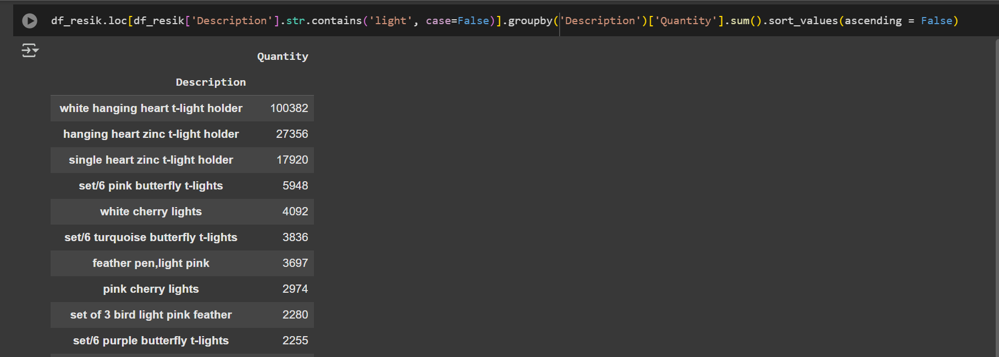 df_resik.loc[df_resik['Description'].str.contains('light', case=False)].groupby('Description')['Quantity'].sum().sort_values(ascending = False)
Quantity
Description
white hanging heart t-light holder 100382
hanging heart zinc t-light holder 27356
single heart zinc t-light holder 17920
set/6 pink butterfly t-lights 5948
white cherry lights 4092
set/6 turquoise butterfly t-lights 3836
feather pen,light pink 3697
pink cherry lights 2974
set of 3 bird light pink feather 2280
set/6 purple butterfly t-lights 2255